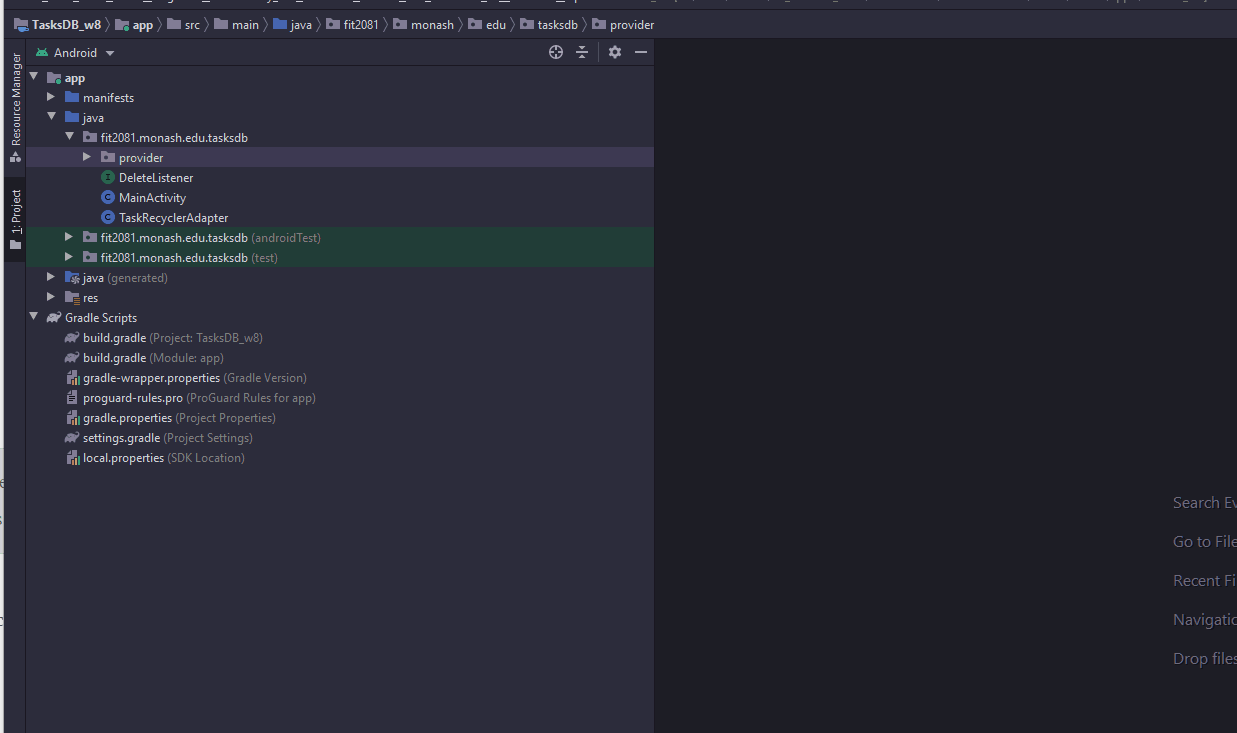 TasksDB_w8 app src main java fit2081 monash edu tasksdb provider
Resource Manager
1: Project
Android
app
manifests
java
fit2081.monash.edu.tasksdb
provider
DeleteListener
MainActivity
TaskRecyclerAdapter
fit2081.monash.edu.tasksdb (androidTest)
fit2081.monash.edu.tasksdb (test)
java (generated)
res
Gradle Scripts
build.gradle (Project: TasksDB_w8)
build.gradle (Module: app)
gradle-wrapper.properties (Gradle Version)
proguard-rules.pro (ProGuard Rules for app)
gradle.properties (Project Properties)
settings.gradle (Project Settings)
local.properties (SDK Location)
Search Ev
Go to File
Recent Fi
Navigatio
Drop files